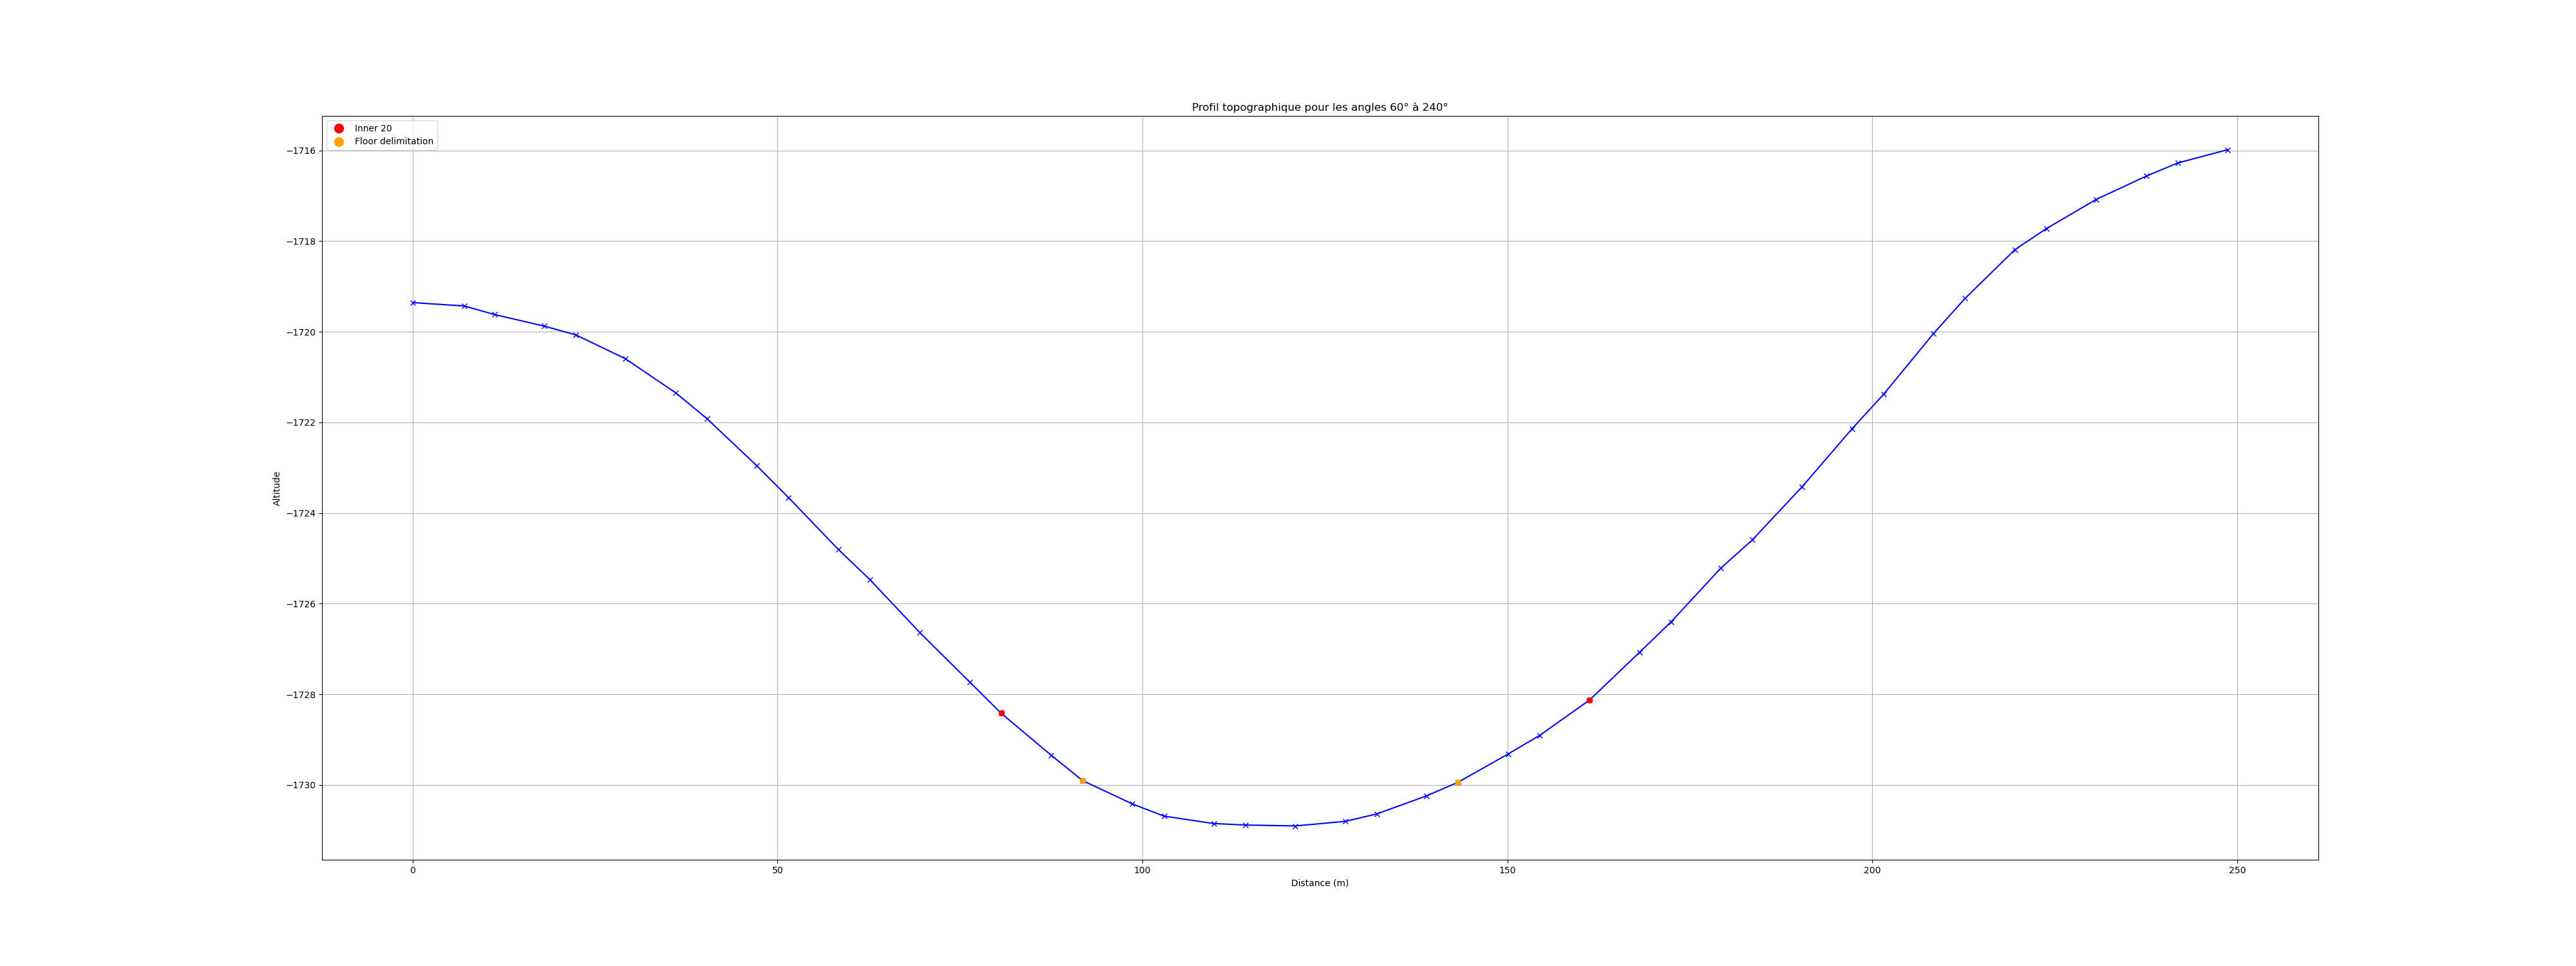 Profil topographique pour les angles 60° à 240°
Inner 20
Floor delimitation
−1716
−1718
−1720
−1722
−1724
−1726
−1728
−1730
Altitude
0
50
100
150
200
250
Distance (m)